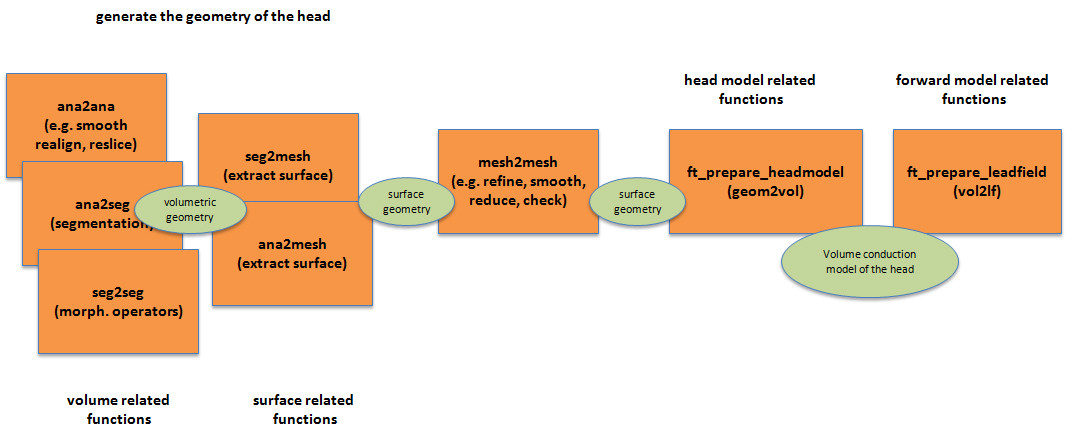 generate the geometry of the head
ana2ana
(e.g. smooth
realign, reslice)
ana2seg
(segmentation)
seg2seg
(morph. operators)
volumetric
geometry
seg2mesh
(extract surface)
ana2mesh
(extract surface)
surface
geometry
mesh2mesh
(e.g. refine, smooth,
reduce, check)
surface
geometry
head model related
functions
ft_prepare_headmodel
(geom2vol)
forward model related
functions
ft_prepare_leadfield
(vol2lf)
Volume conduction
model of the head
volume related
functions
surface related
functions